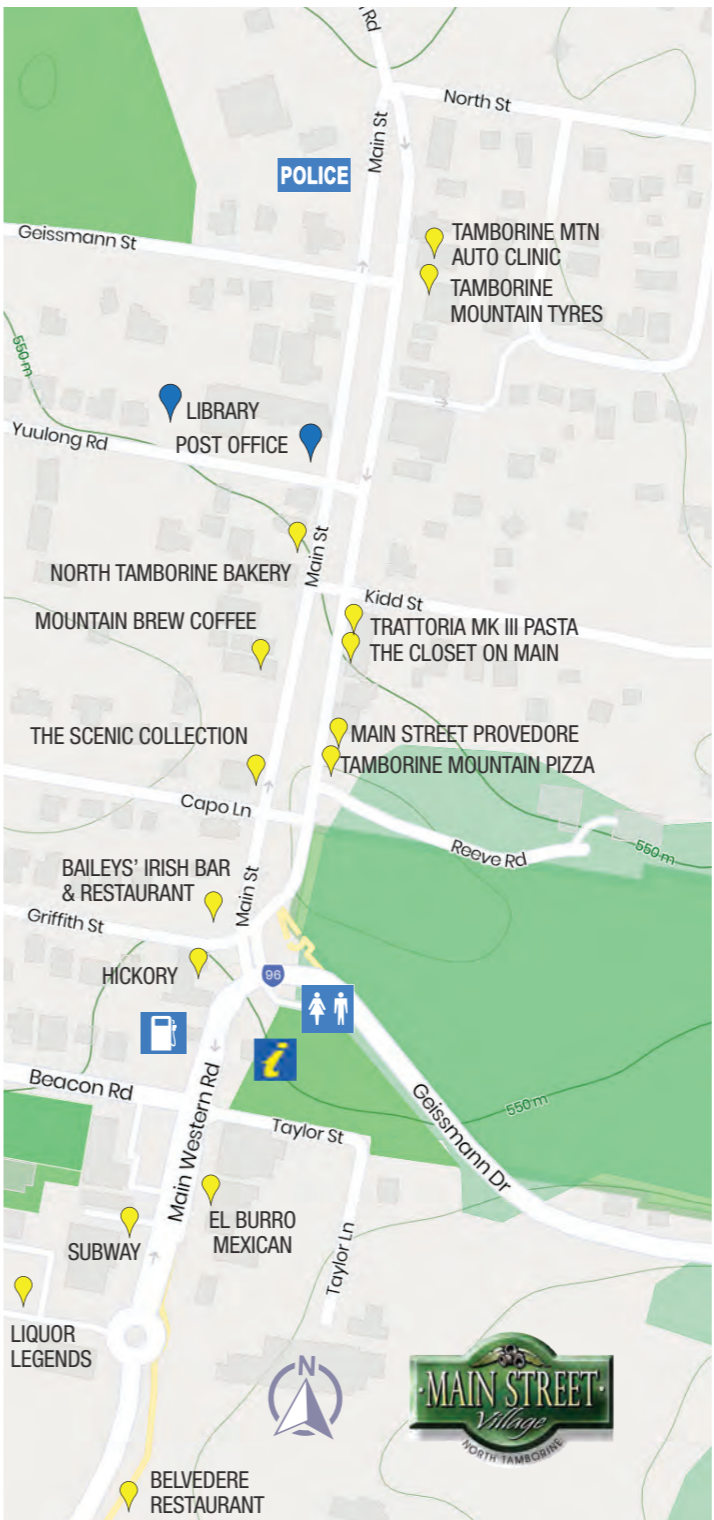 Rd
North St
Main St
POLICE
Geissmann St
TAMBORINE MTN
AUTO CLINIC
TAMBORINE
MOUNTAIN TYRES
550 m
LIBRARY
POST OFFICE
Yuulong Rd
Main St
NORTH TAMBORINE BAKERY
Kidd St
MOUNTAIN BREW COFFEE
TRATTORIA MK III PASTA
THE CLOSET ON MAIN
THE SCENIC COLLECTION
MAIN STREET PROVEDORE
TAMBORINE MOUNTAIN PIZZA
Capo Ln
Reeve Rd
550 m
BAILEYS' IRISH BAR
& RESTAURANT
Main St
Griffith St
HICKORY
96
i
Beacon Rd
Main Western Rd
Taylor St
Geissmann Dr
550 m
EL BURRO
MEXICAN
SUBWAY
Taylor Ln
LIQUOR
LEGENDS
N
MAIN STREET
Village
NORTH TAMBORINE
BELVEDERE
RESTAURANT